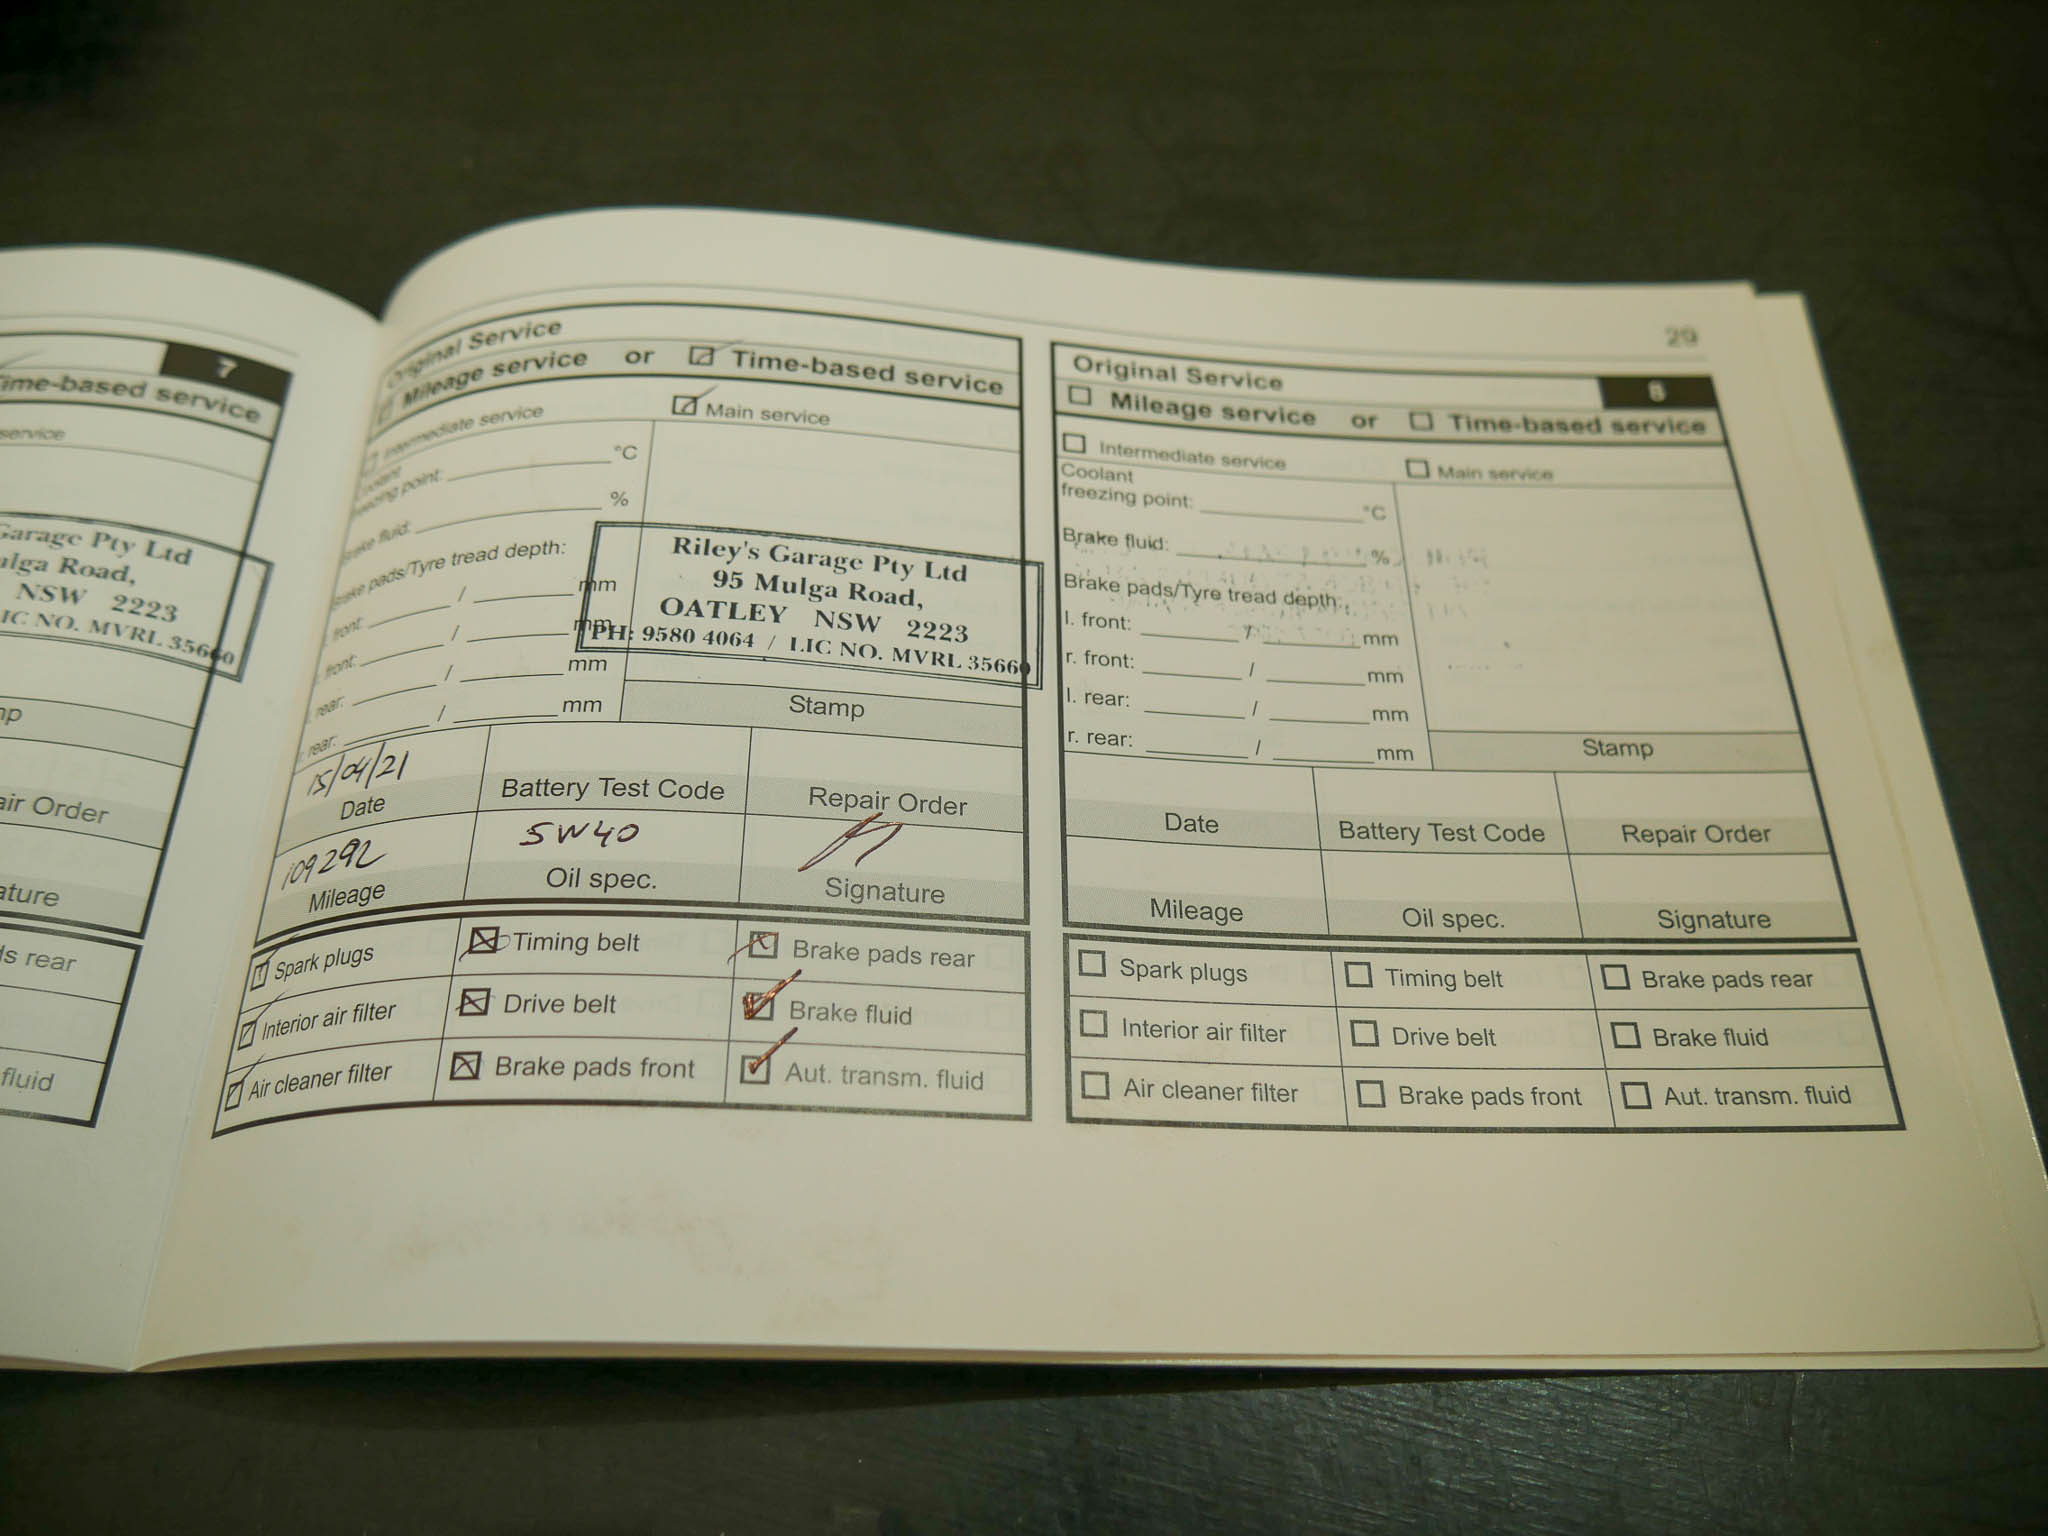 7
Time-based service
service
Garage Pty Ltd
Mulga Road,
NSW 2223
LIC NO. MVRL 35660
air Order
ature
ds rear
fluid
Original Service
Mileage service or Time-based service
Intermediate service Main service
Coolant
freezing point: °C
Brake fluid: %
Brake pads/Tyre tread depth:
front: / mm
front: / mm
rear: / mm
rear: / mm
Riley's Garage Pty Ltd
95 Mulga Road,
OATLEY NSW 2223
PH: 9580 4064 / LIC NO. MVRL 35660
Stamp
15/04/21
Date Battery Test Code Repair Order
109292 5W40
Mileage Oil spec. Signature
Spark plugs Timing belt Brake pads rear
Interior air filter Drive belt Brake fluid
Air cleaner filter Brake pads front Aut. transm. fluid
29
Original Service 8
Mileage service or Time-based service
Intermediate service Main service
Coolant
freezing point: °C
Brake fluid: %
Brake pads/Tyre tread depth:
l. front: / mm
r. front: / mm
l. rear: / mm
r. rear: / mm
Stamp
Date Battery Test Code Repair Order
Mileage Oil spec. Signature
Spark plugs Timing belt Brake pads rear
Interior air filter Drive belt Brake fluid
Air cleaner filter Brake pads front Aut. transm. fluid